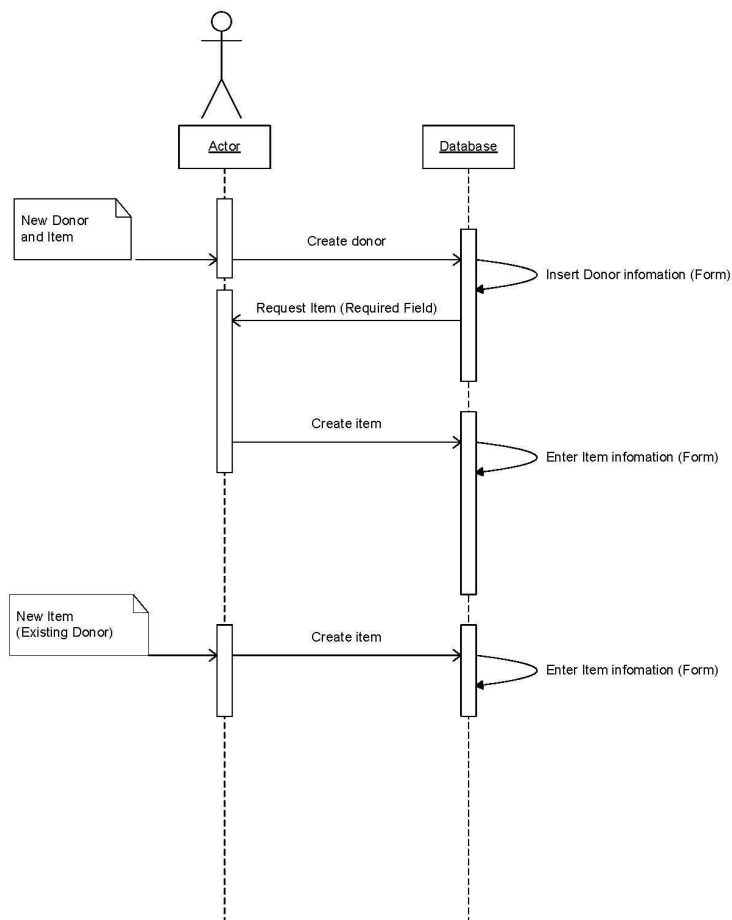 Actor
Database
New Donor
and Item
Create donor
Insert Donor infomation (Form)
Request Item (Required Field)
Create item
Enter Item infomation (Form)
New Item
(Existing Donor)
Create item
Enter Item infomation (Form)